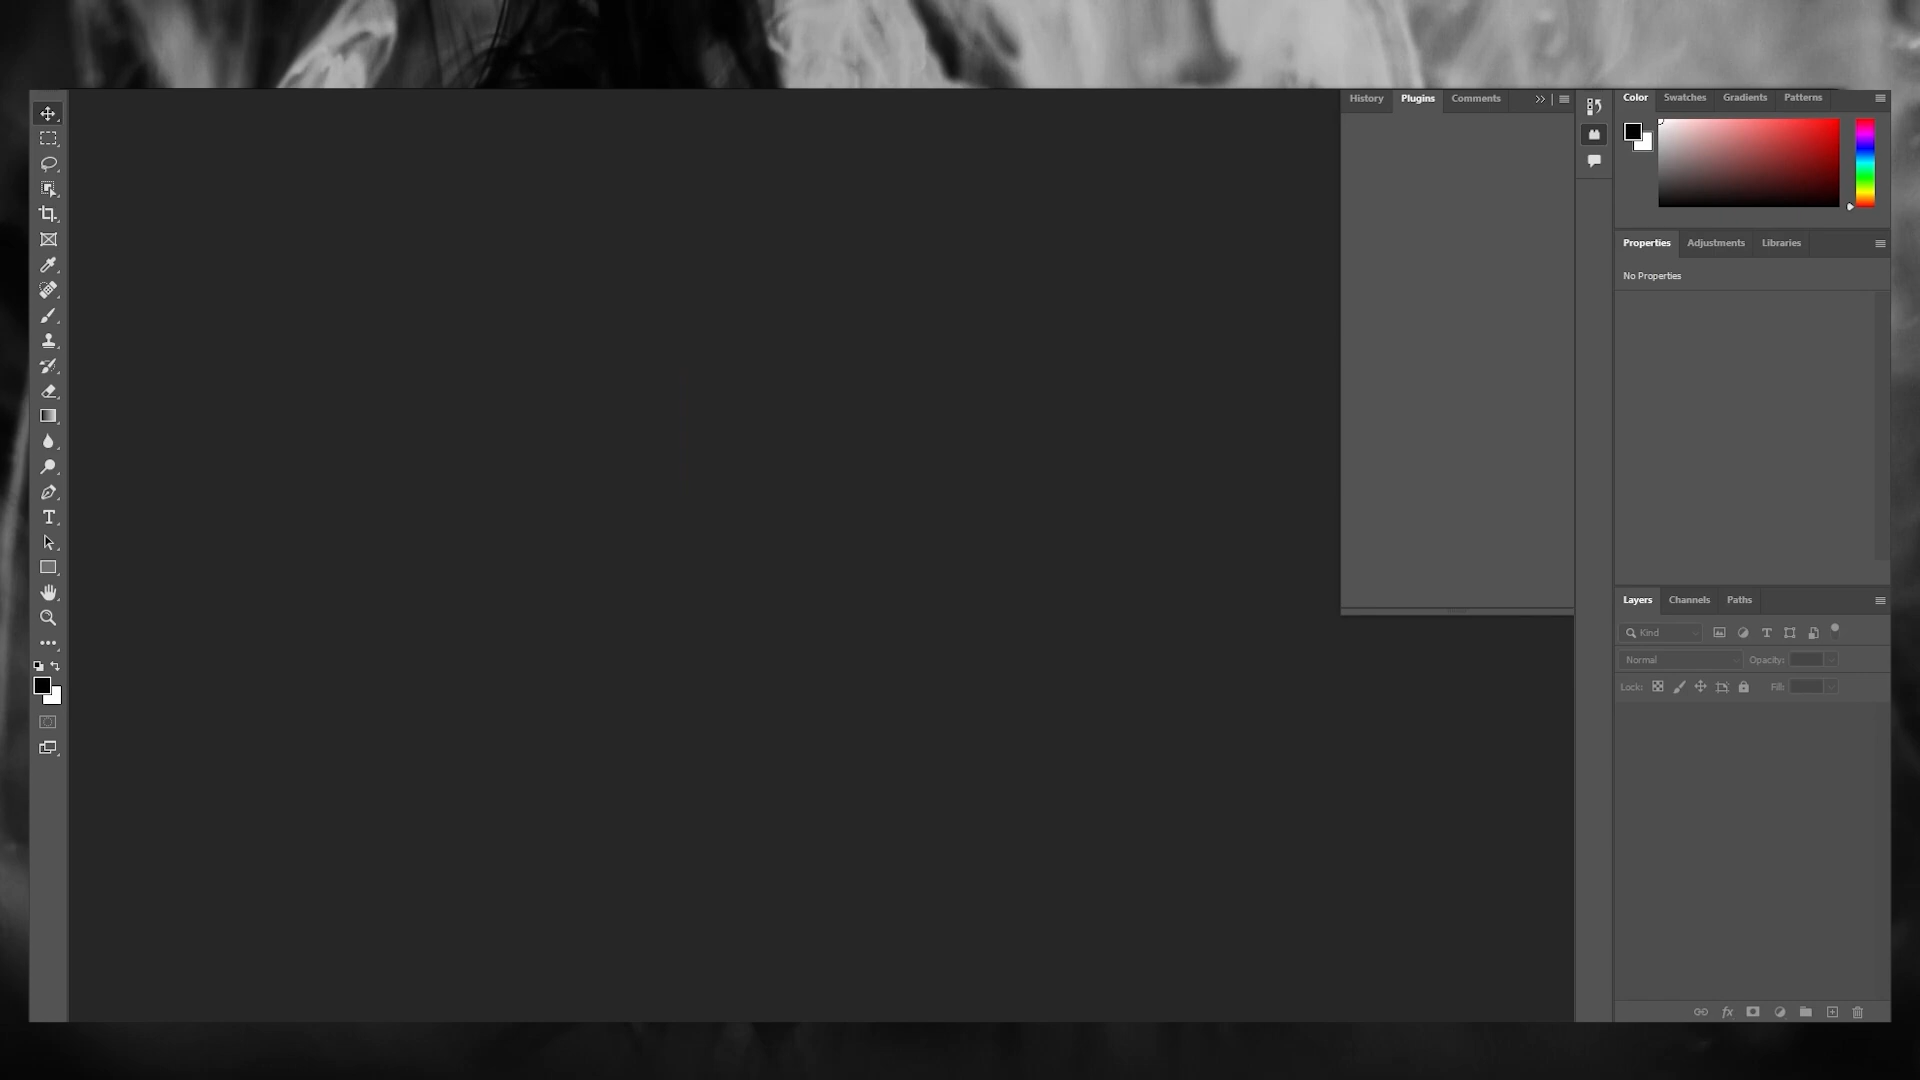 History Plugins Comments
Color Swatches Gradients Patterns
Properties Adjustments Libraries
No Properties
Layers Channels Paths
Kind
Normal Opacity:
Lock: Fill:
fx